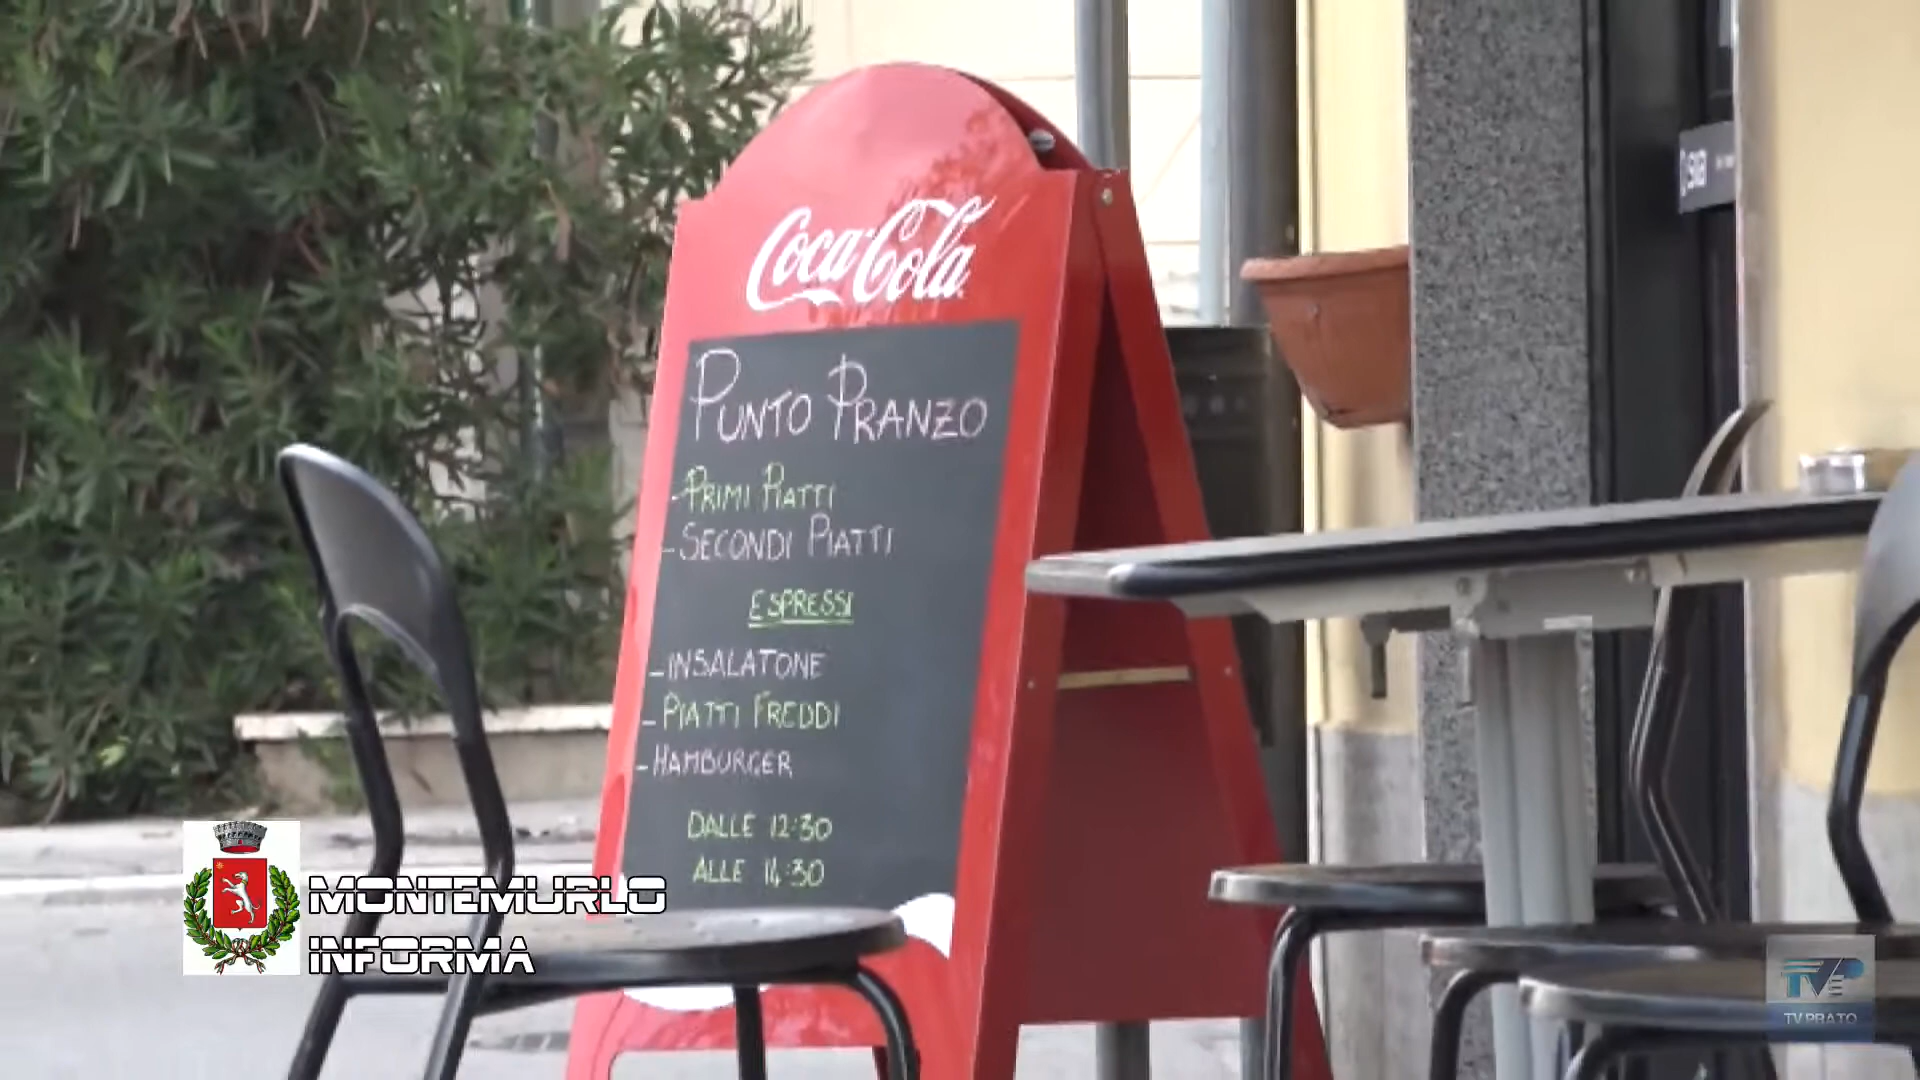 Coca-Cola
PUNTO PRANZO
- PRIMI PIATTI
- SECONDI PIATTI
ESPRESSI
- INSALATONE
- PIATTI FREDDI
- HAMBURGER
DALLE 12:30
ALLE 14:30
MONTEMURLO
INFORMA
TVP
TV PRATO